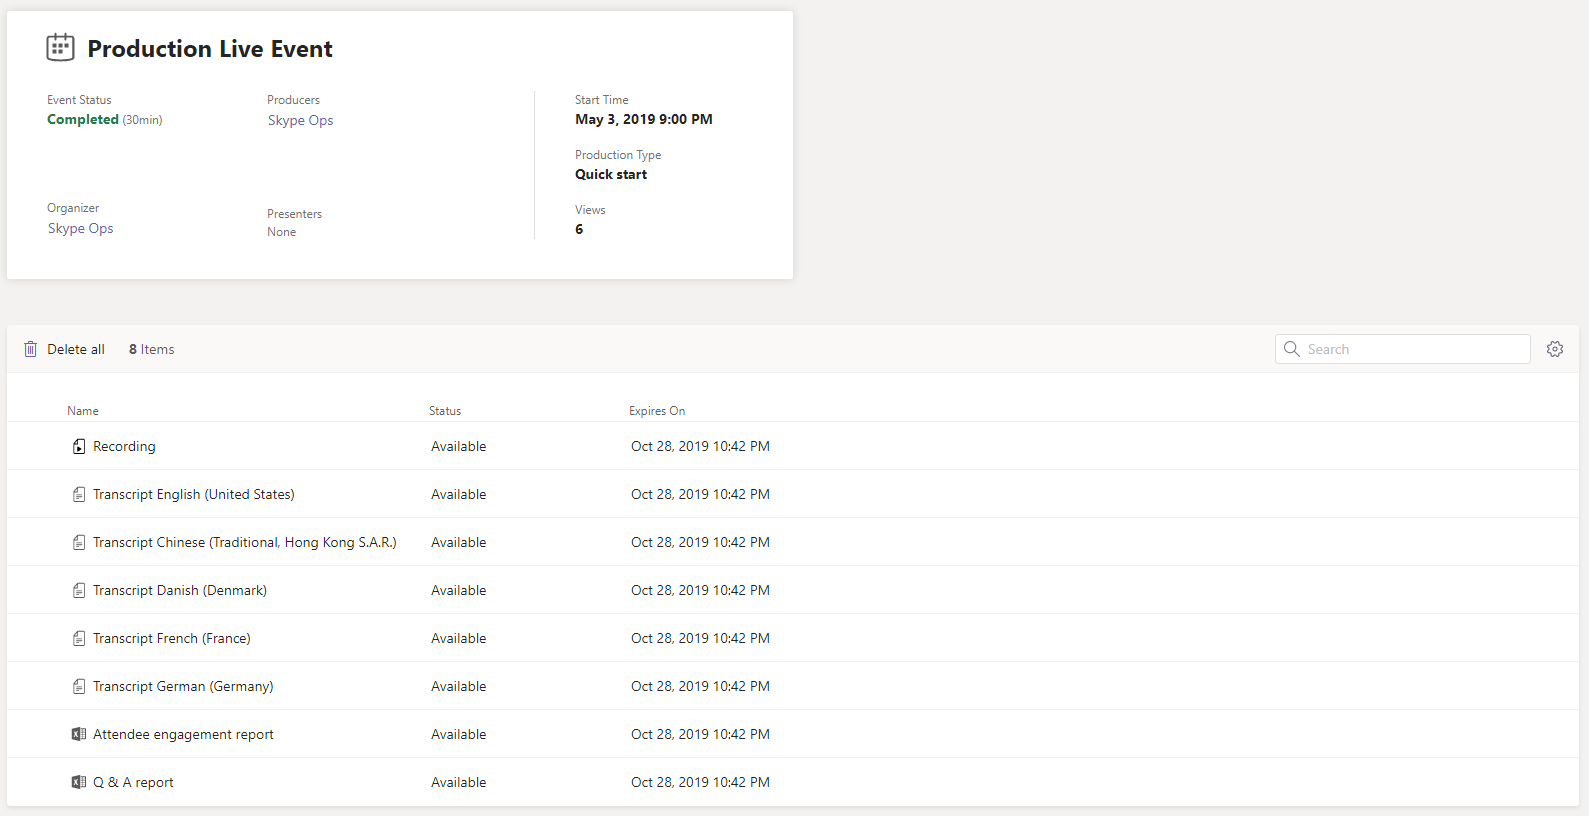 Production Live Event
Event Status
Completed (30min)
Producers
Skype Ops
Organizer
Skype Ops
Presenters
None
Start Time
May 3, 2019 9:00 PM
Production Type
Quick start
Views
6
Delete all 8 Items Search
Name Status Expires On
Recording Available Oct 28, 2019 10:42 PM
Transcript English (United States) Available Oct 28, 2019 10:42 PM
Transcript Chinese (Traditional, Hong Kong S.A.R.) Available Oct 28, 2019 10:42 PM
Transcript Danish (Denmark) Available Oct 28, 2019 10:42 PM
Transcript French (France) Available Oct 28, 2019 10:42 PM
Transcript German (Germany) Available Oct 28, 2019 10:42 PM
Attendee engagement report Available Oct 28, 2019 10:42 PM
Q & A report Available Oct 28, 2019 10:42 PM